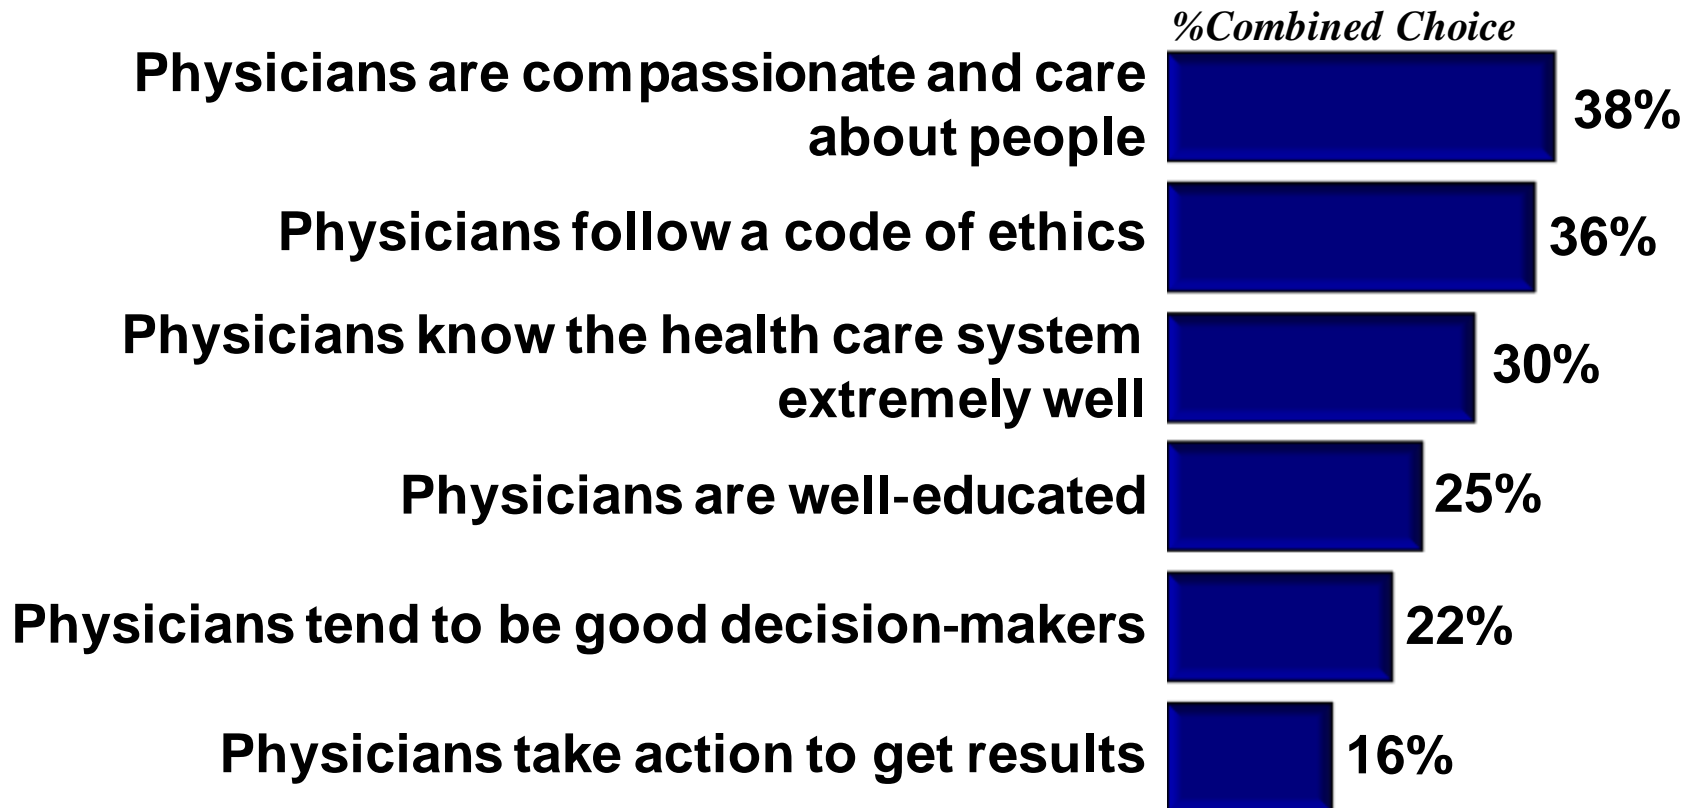 %Combined Choice
Physicians are compassionate and care
about people
38%
Physicians follow a code of ethics
36%
Physicians know the health care system
extremely well
30%
Physicians are well-educated
25%
Physicians tend to be good decision-makers
22%
Physicians take action to get results
16%